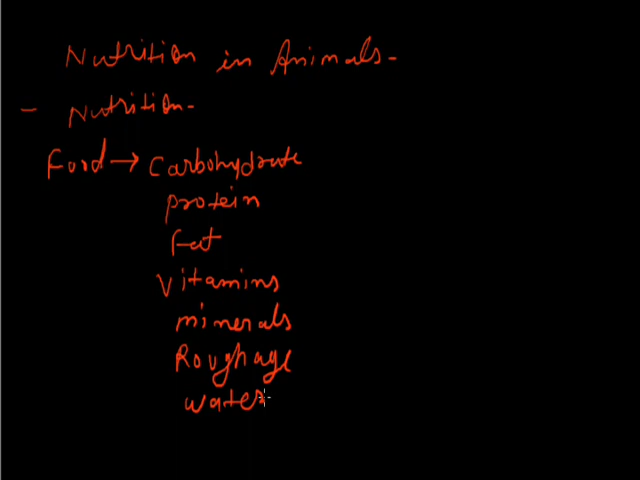 Nutrition in Animals-
- Nutrition-
Food → Carbohydrate
protein
Fat
Vitamins
minerals
Roughage
water